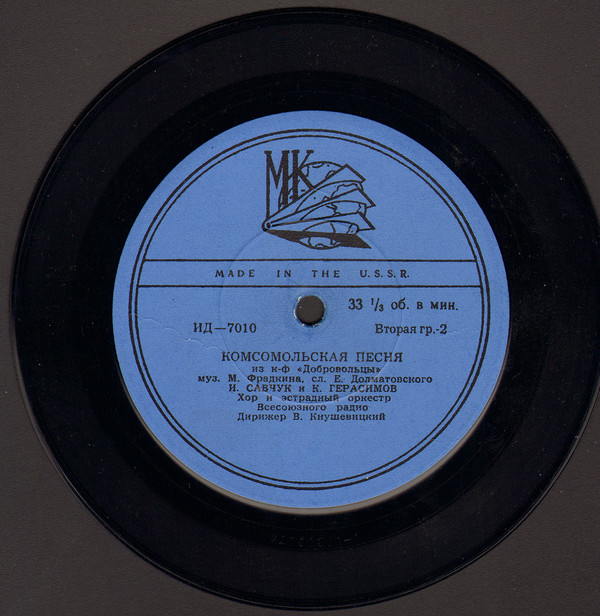 МК
MADE IN THE U.S.S.R.
33 1/3 об. в мин.
ИД—7010 Вторая гр.-2
КОМСОМОЛЬСКАЯ ПЕСНЯ
из к-ф «Добровольцы»
муз. М. Фрадкина, сл. Е. Долматовского
И. САВЧУК и К. ГЕРАСИМОВ
Хор и эстрадный оркестр
Всесоюзного радио
Дирижер В. Кнушевицкий